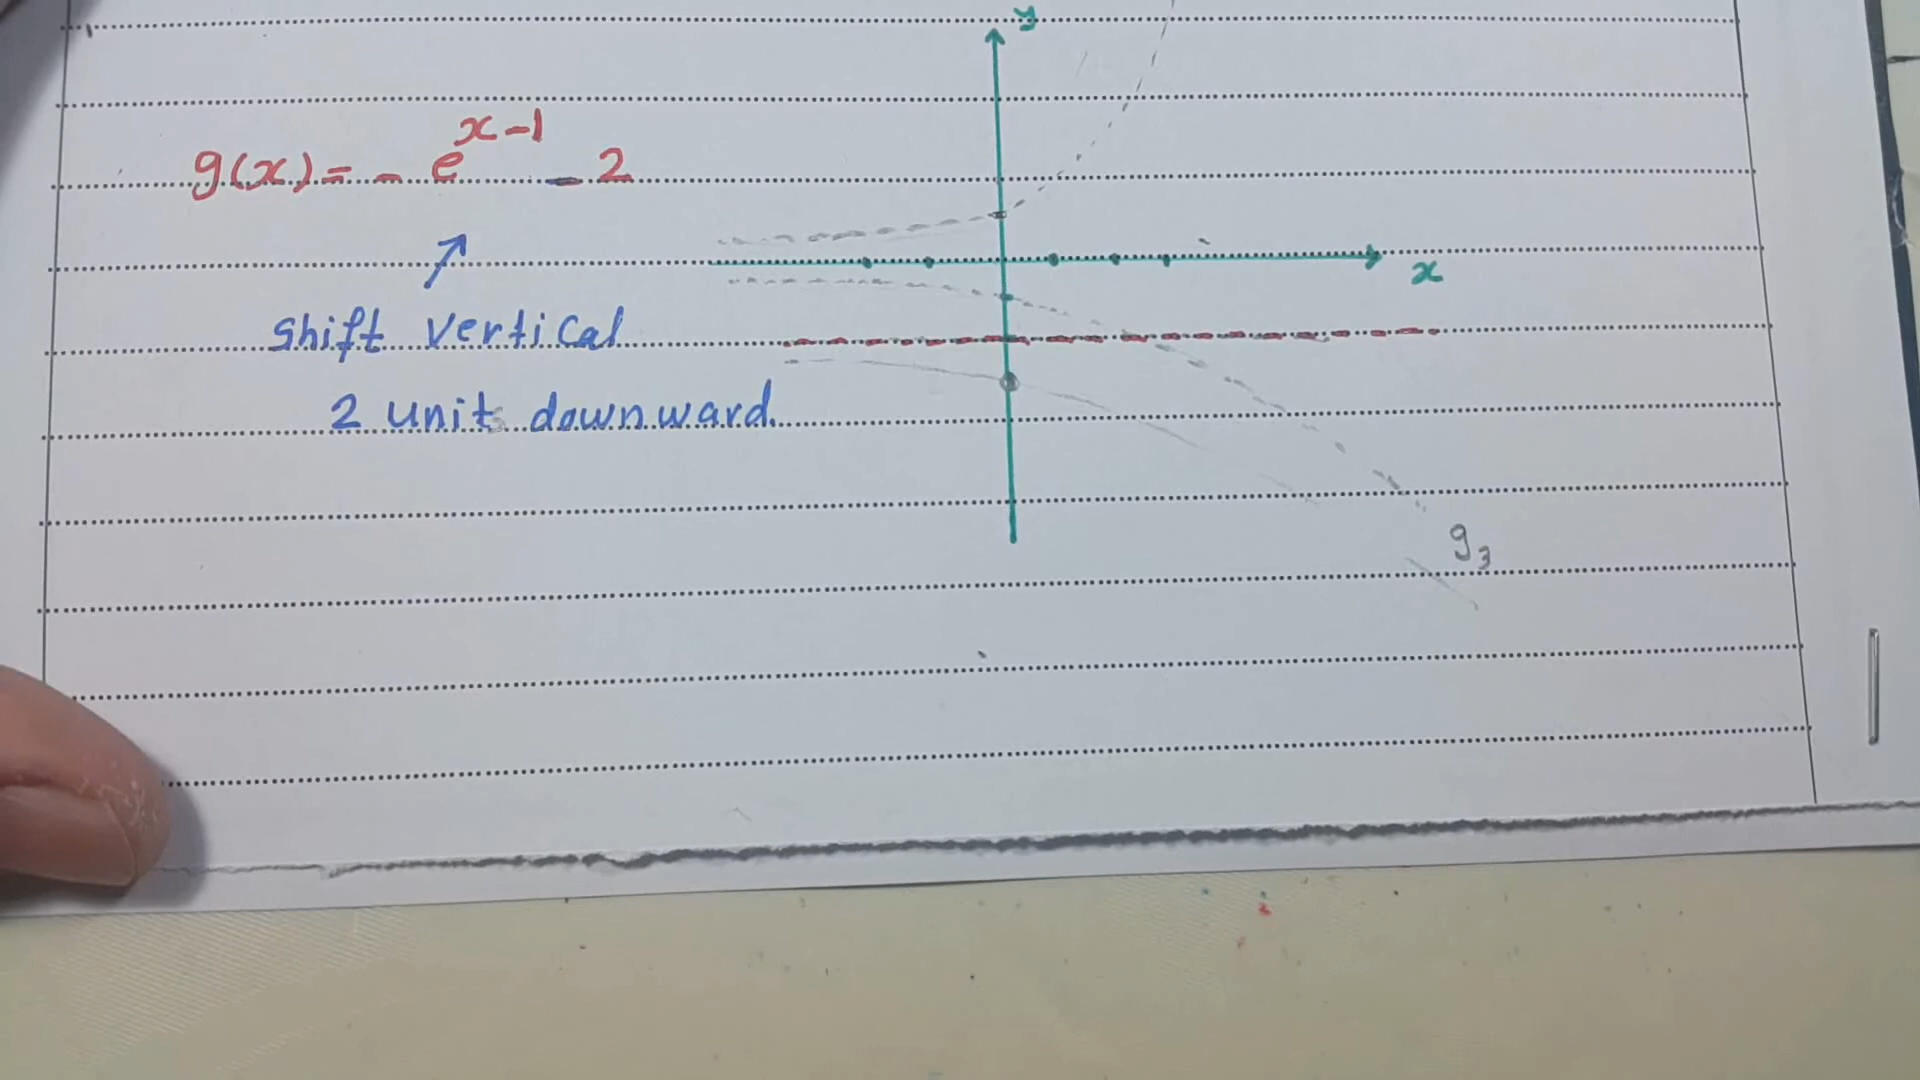 y
g(x) = - e^{x-1} - 2
x
shift vertical
2 unit downward.
g₃